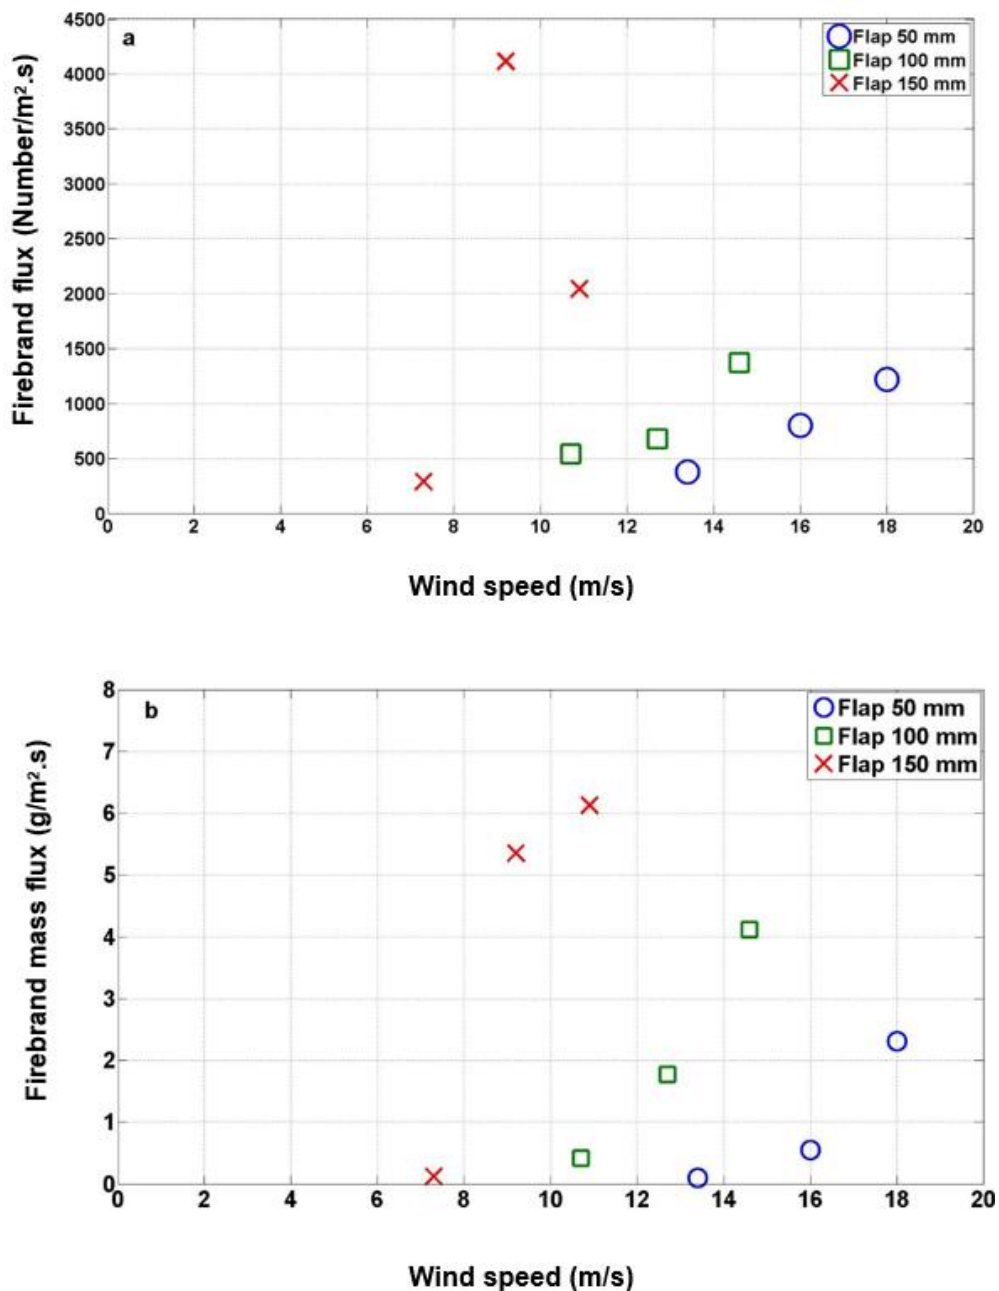 a
Flap 50 mm
Flap 100 mm
Flap 150 mm
Firebrand flux (Number/m².s)
4500
4000
3500
3000
2500
2000
1500
1000
500
0
0 2 4 6 8 10 12 14 16 18 20
Wind speed (m/s)
b
Flap 50 mm
Flap 100 mm
Flap 150 mm
Firebrand mass flux (g/m².s)
8
7
6
5
4
3
2
1
0
0 2 4 6 8 10 12 14 16 18 20
Wind speed (m/s)